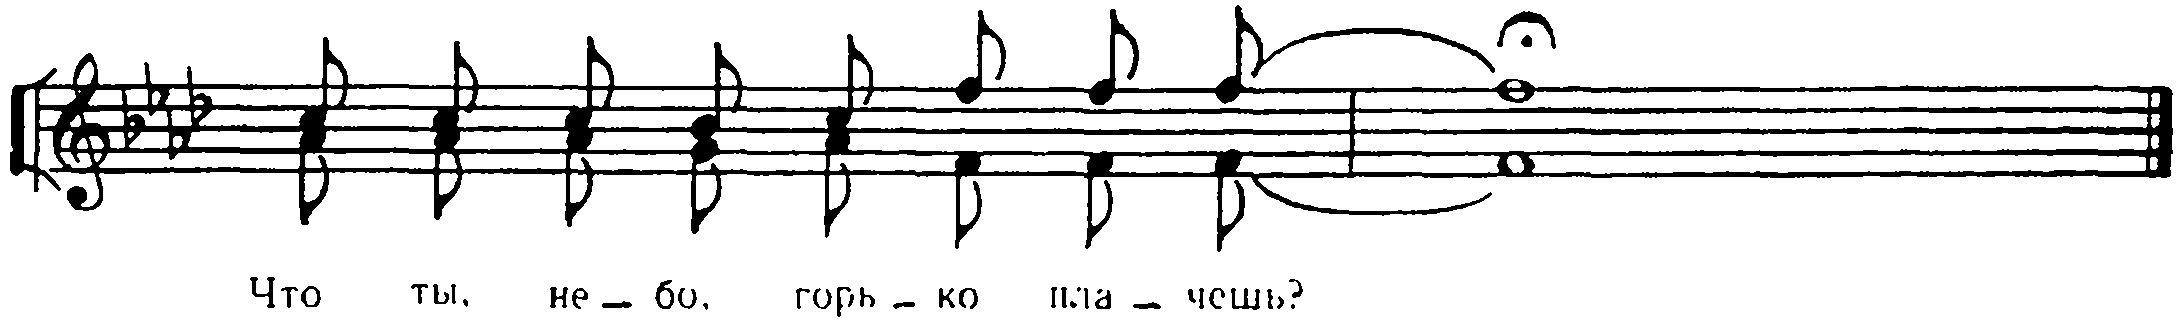 Что ты, не – бо, горь – ко пла – чешь?